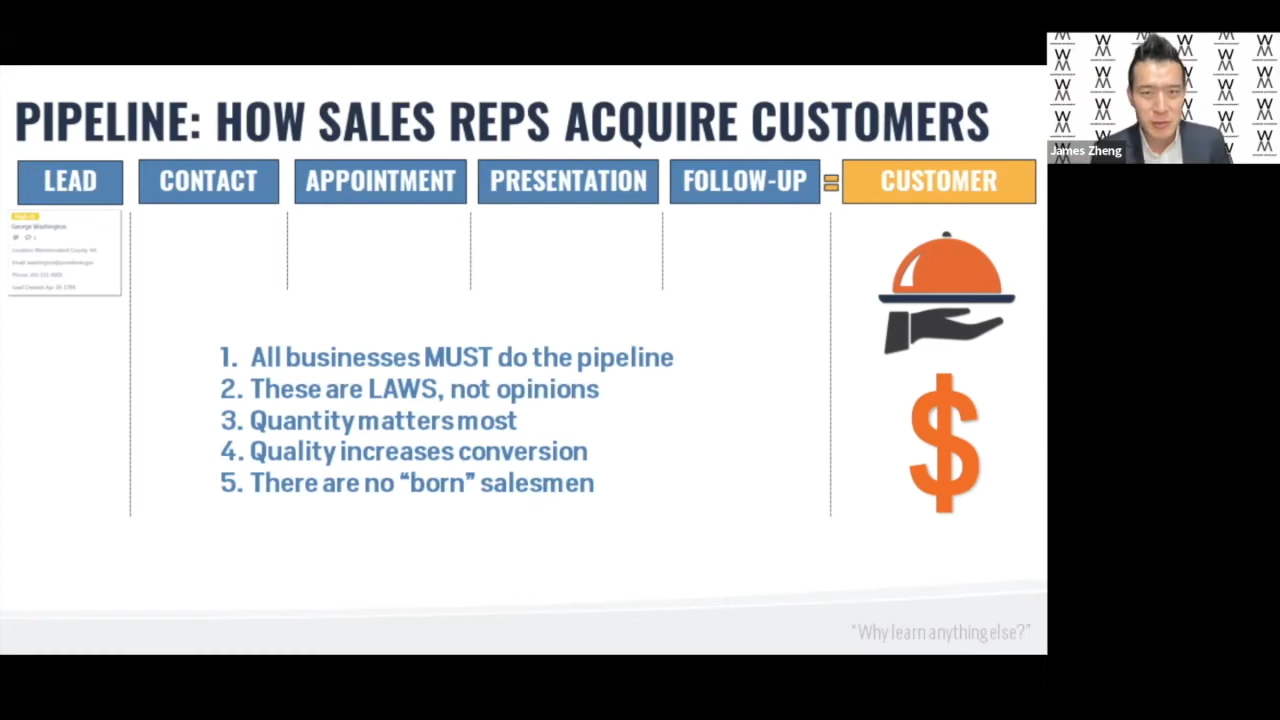 PIPELINE: HOW SALES REPS ACQUIRE CUSTOMERS
LEAD
CONTACT
APPOINTMENT
PRESENTATION
FOLLOW-UP
=
CUSTOMER
George Washington
1. All businesses MUST do the pipeline
2. These are LAWS, not opinions
3. Quantity matters most
4. Quality increases conversion
5. There are no “born” salesmen
$
“Why learn anything else?”
James Zheng